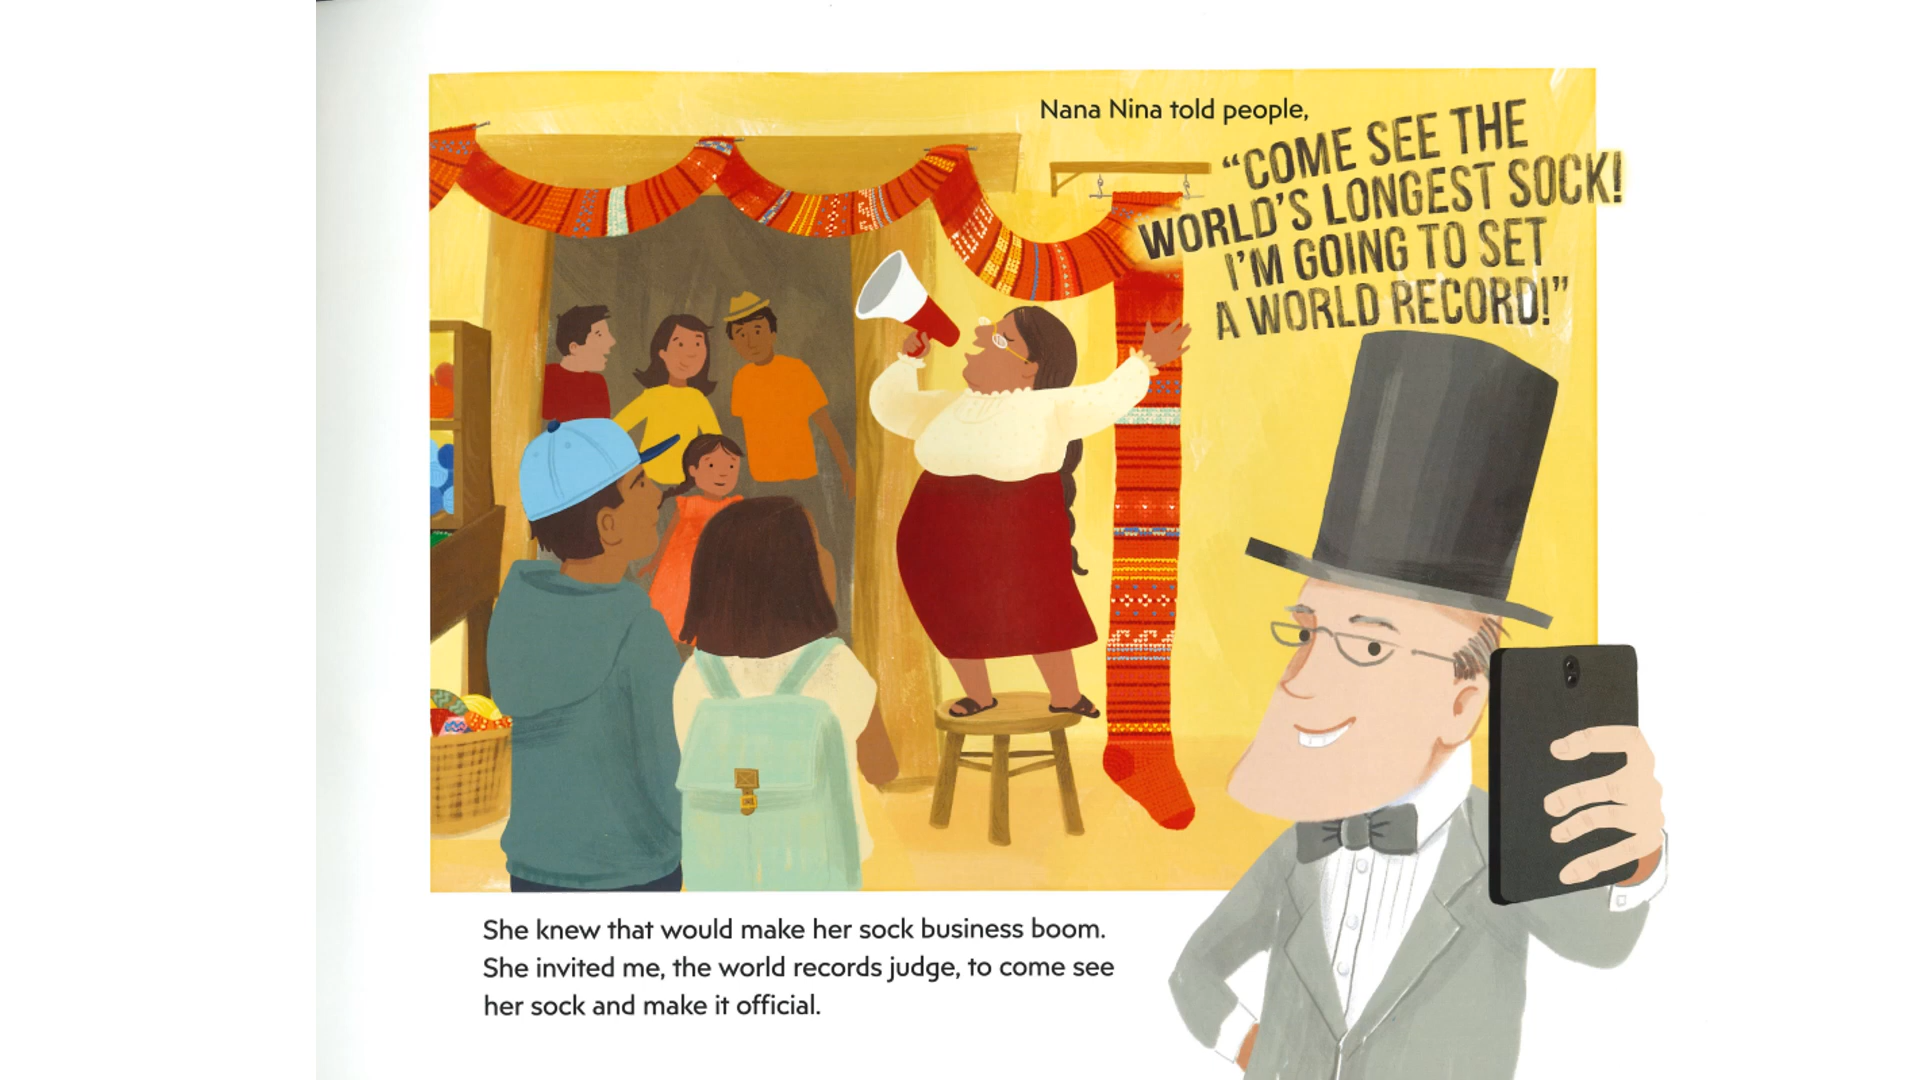 Nana Nina told people,
“COME SEE THE
WORLD’S LONGEST SOCK!
I’M GOING TO SET
A WORLD RECORD!”
She knew that would make her sock business boom.
She invited me, the world records judge, to come see
her sock and make it official.